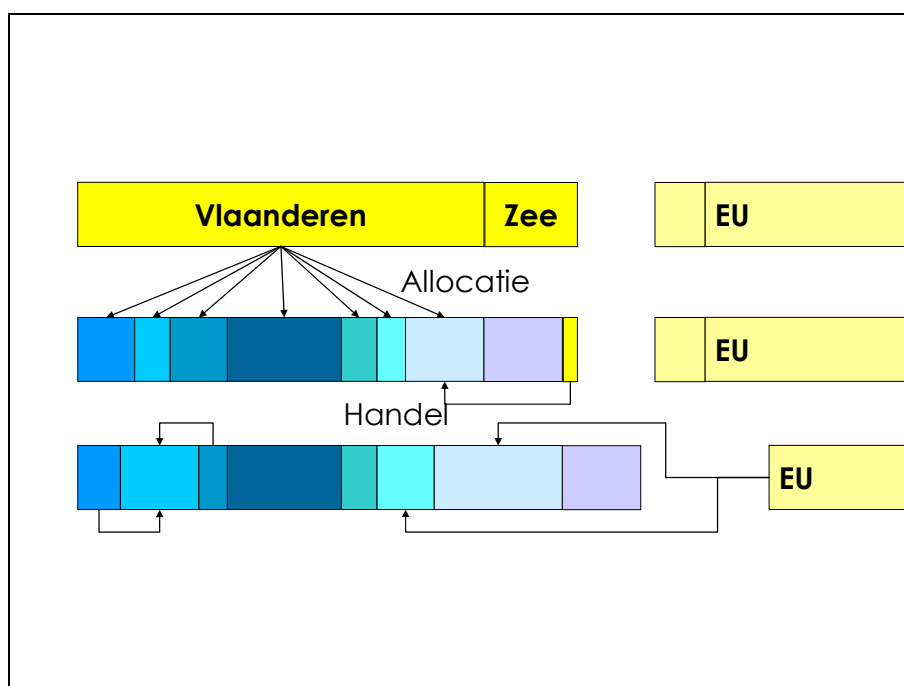 Vlaanderen
Zee
EU
Allocatie
EU
Handel
EU